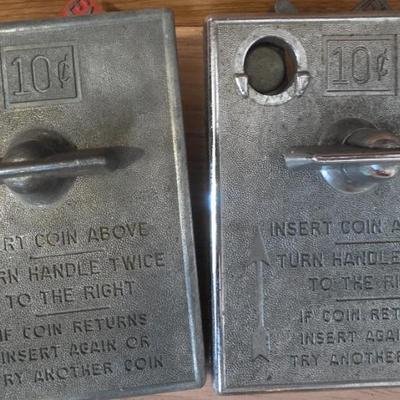 10¢
RT COIN ABOVE
RN HANDLE TWICE
TO THE RIGHT
IF COIN RETURNS
INSERT AGAIN OR
RY ANOTHER COIN
10¢
INSERT COIN A
TURN HANDLE
TO THE RI
IF COIN RET
INSERT AGAI
TRY ANOTHER